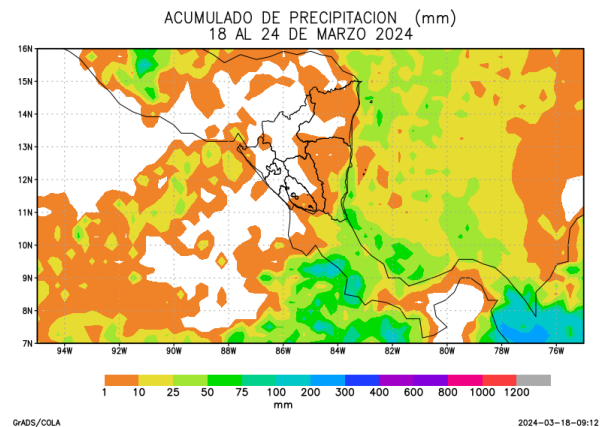 ACUMULADO DE PRECIPITACION (mm)
18 AL 24 DE MARZO 2024
16N
15N
14N
13N
12N
11N
10N
9N
8N
7N
94W 92W 90W 88W 86W 84W 82W 80W 78W 76W
1 10 25 50 75 100 200 300 400 600 800 1000 1200
mm
GrADS/COLA 2024-03-18-09:12